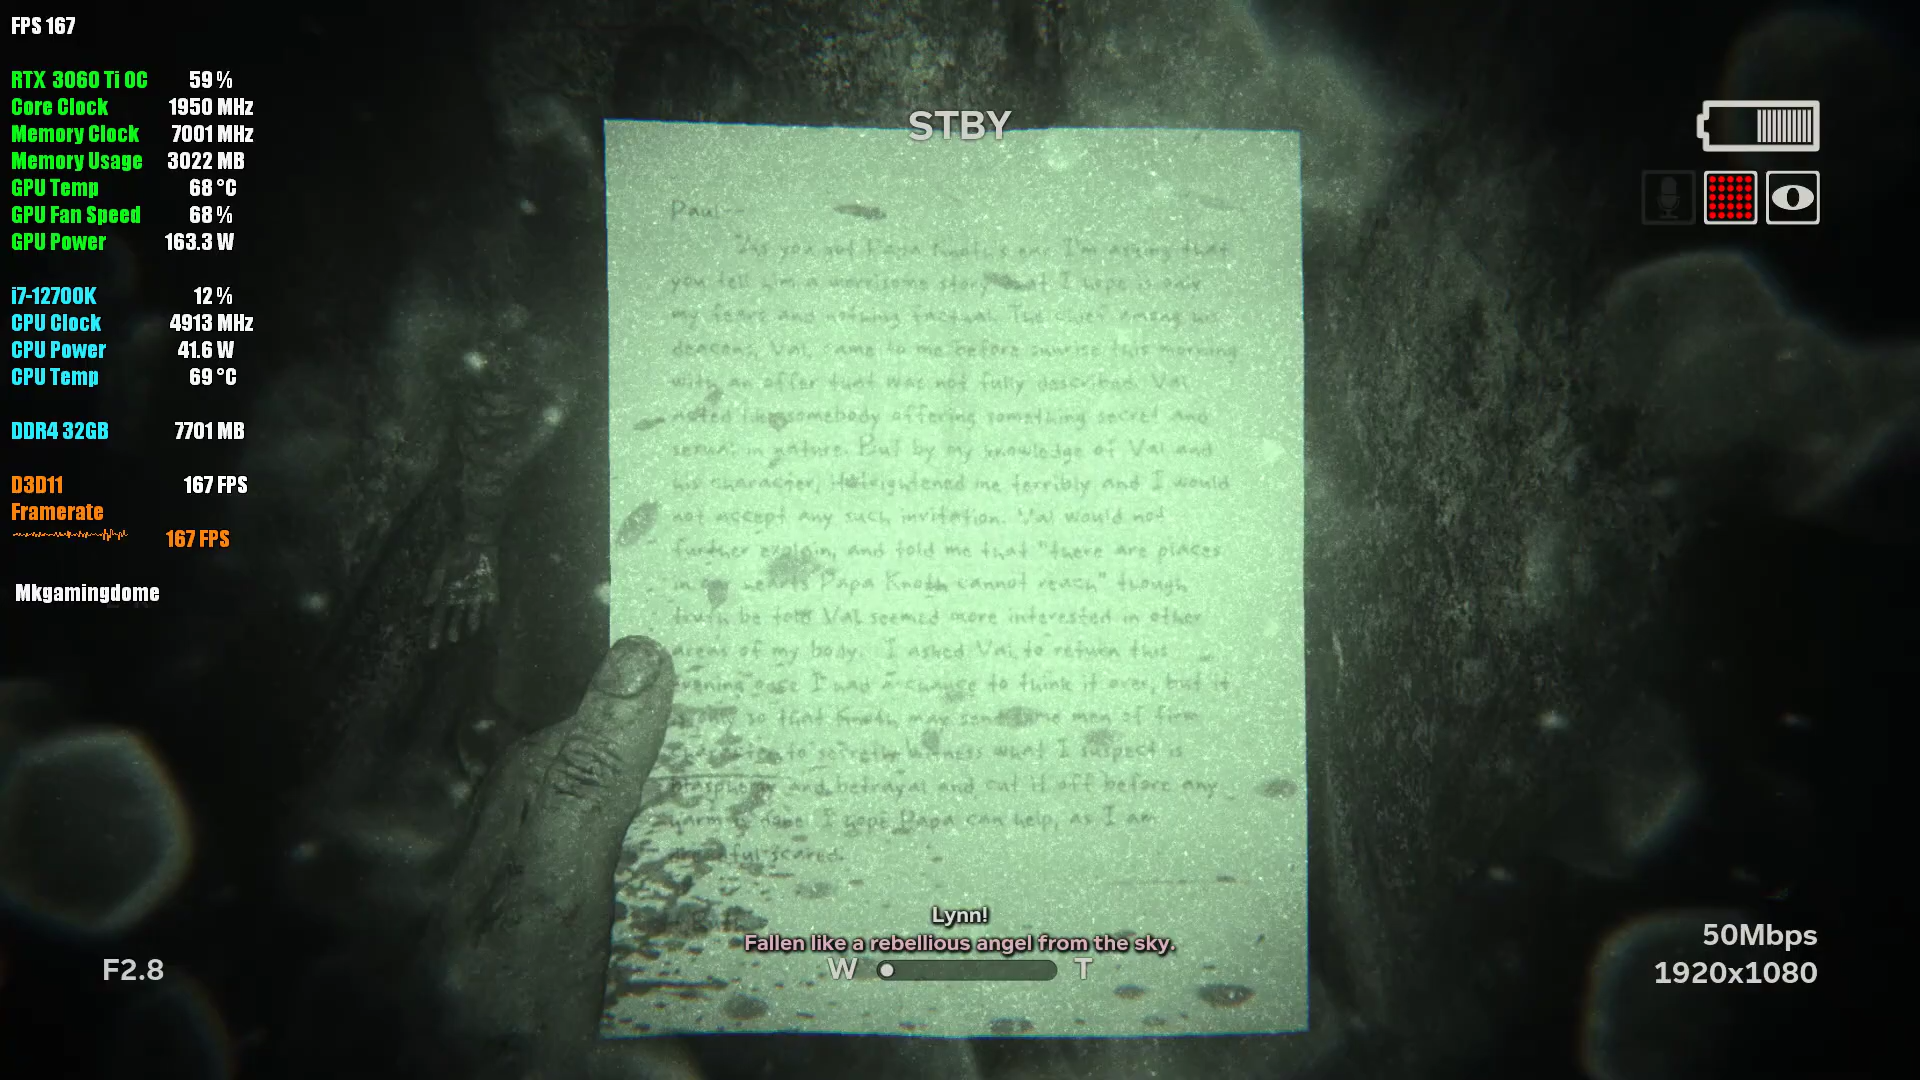 FPS 167
RTX 3060 Ti OC 59 %
Core Clock 1950 MHz
Memory Clock 7001 MHz
Memory Usage 3022 MB
GPU Temp 68 °C
GPU Fan Speed 68 %
GPU Power 163.3 W
i7-12700K 12 %
CPU Clock 4913 MHz
CPU Power 41.6 W
CPU Temp 69 °C
DDR4 32GB 7701 MB
D3D11 167 FPS
Framerate
167 FPS
Mkgamingdome
STBY
Paul
As you got Papa Knoth's ear I'm asking that
you tell him a worrisome story that I hope is only
my fears and nothing factual. The chief among his
deacons Val came to me before sunrise this morning
with an offer that was not fully described. Val
acted like somebody offering something secret and
sexual in nature. But by my knowledge of Val and
his character, it frightened me terribly and I would
not accept any such invitation. Val would not
further explain, and told me that "there are places
in our hearts Papa Knoth cannot reach" though
truth be told Val seemed more interested in other
areas of my body. I asked Val to return this
evening once I had a chance to think it over, but it
is only so that Knoth may send some men of firm
character to secretly witness what I suspect is
blasphemy and betrayal and cut it off before any
harm is done. I hope Papa can help, as I am
scared.
Lynn!
Fallen like a rebellious angel from the sky.
W T
F2.8
50Mbps
1920x1080